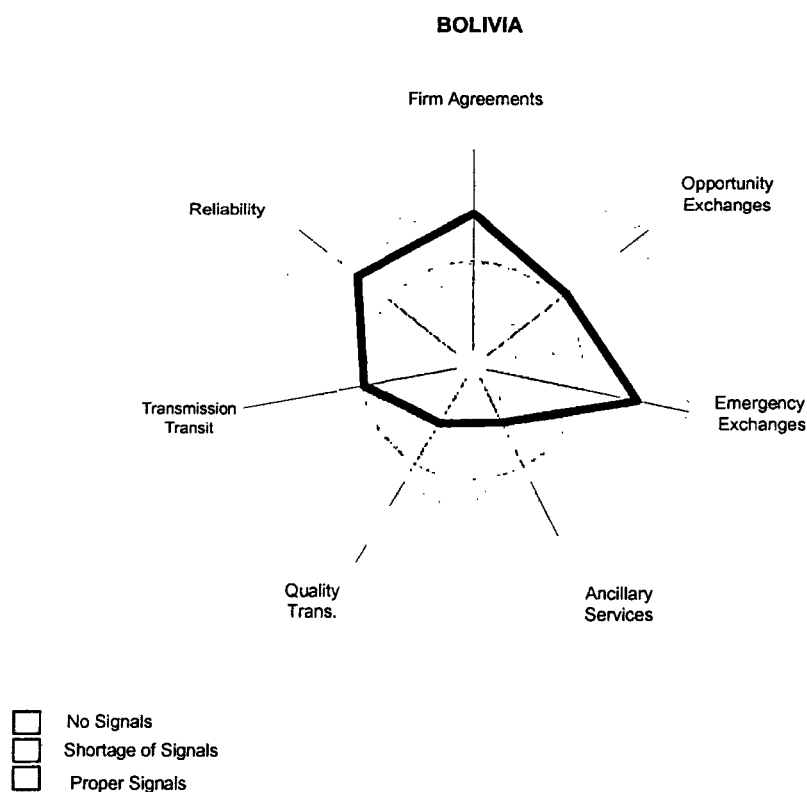 BOLIVIA
Firm Agreements
Opportunity
Exchanges
Reliability
Emergency
Exchanges
Transmission
Transit
Quality
Trans.
Ancillary
Services
No Signals
Shortage of Signals
Proper Signals